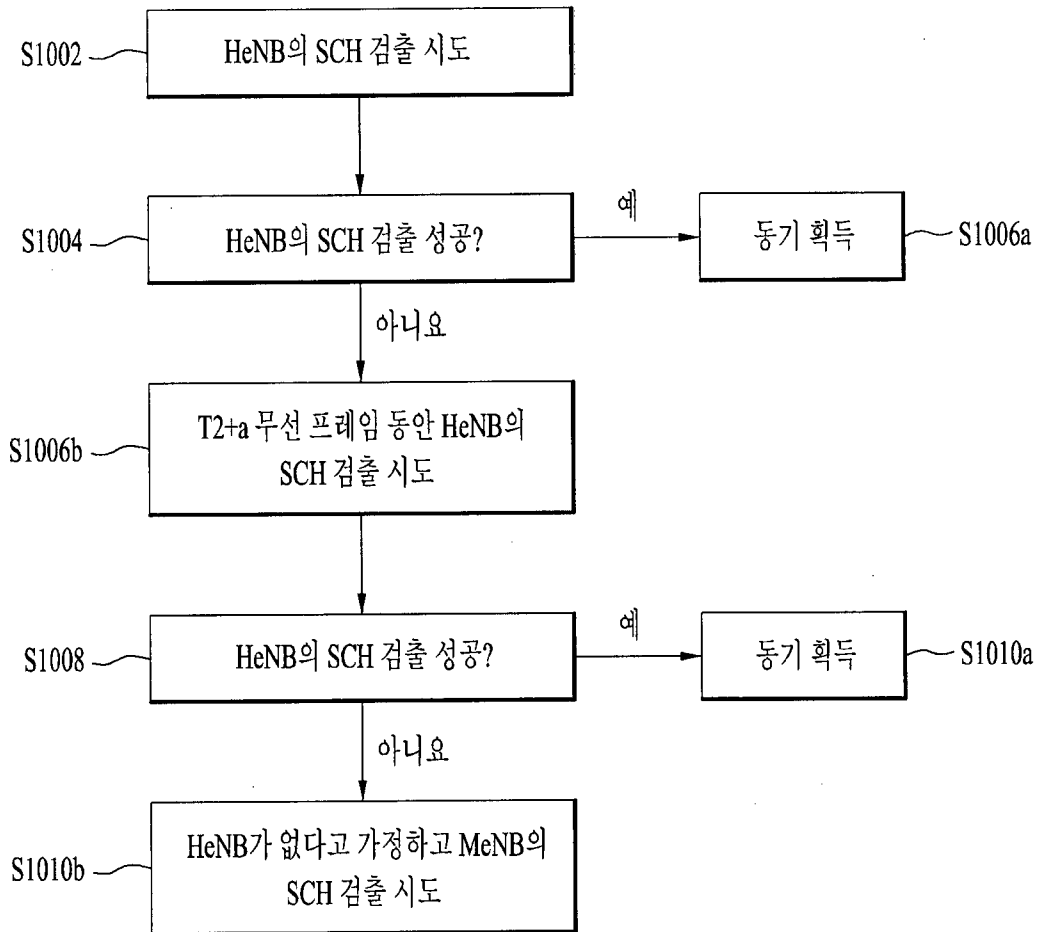 S1002
HeNB의 SCH 검출 시도
S1004
HeNB의 SCH 검출 성공?
예
동기 획득
S1006a
아니요
S1006b
T2+a 무선 프레임 동안 HeNB의
SCH 검출 시도
S1008
HeNB의 SCH 검출 성공?
예
동기 획득
S1010a
아니요
S1010b
HeNB가 없다고 가정하고 MeNB의
SCH 검출 시도